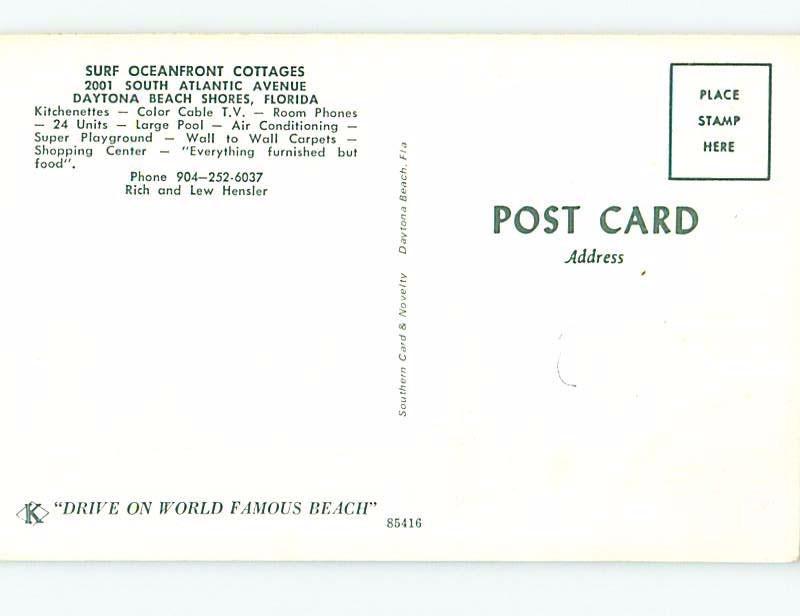 SURF OCEANFRONT COTTAGES
2001 SOUTH ATLANTIC AVENUE
DAYTONA BEACH SHORES, FLORIDA
Kitchenettes — Color Cable T.V. — Room Phones
— 24 Units — Large Pool — Air Conditioning —
Super Playground — Wall to Wall Carpets —
Shopping Center — "Everything furnished but
food".
Phone 904—252-6037
Rich and Lew Hensler
Southern Card & Novelty Daytona Beach, Fla
PLACE
STAMP
HERE
POST CARD
Address
K "DRIVE ON WORLD FAMOUS BEACH"
85416